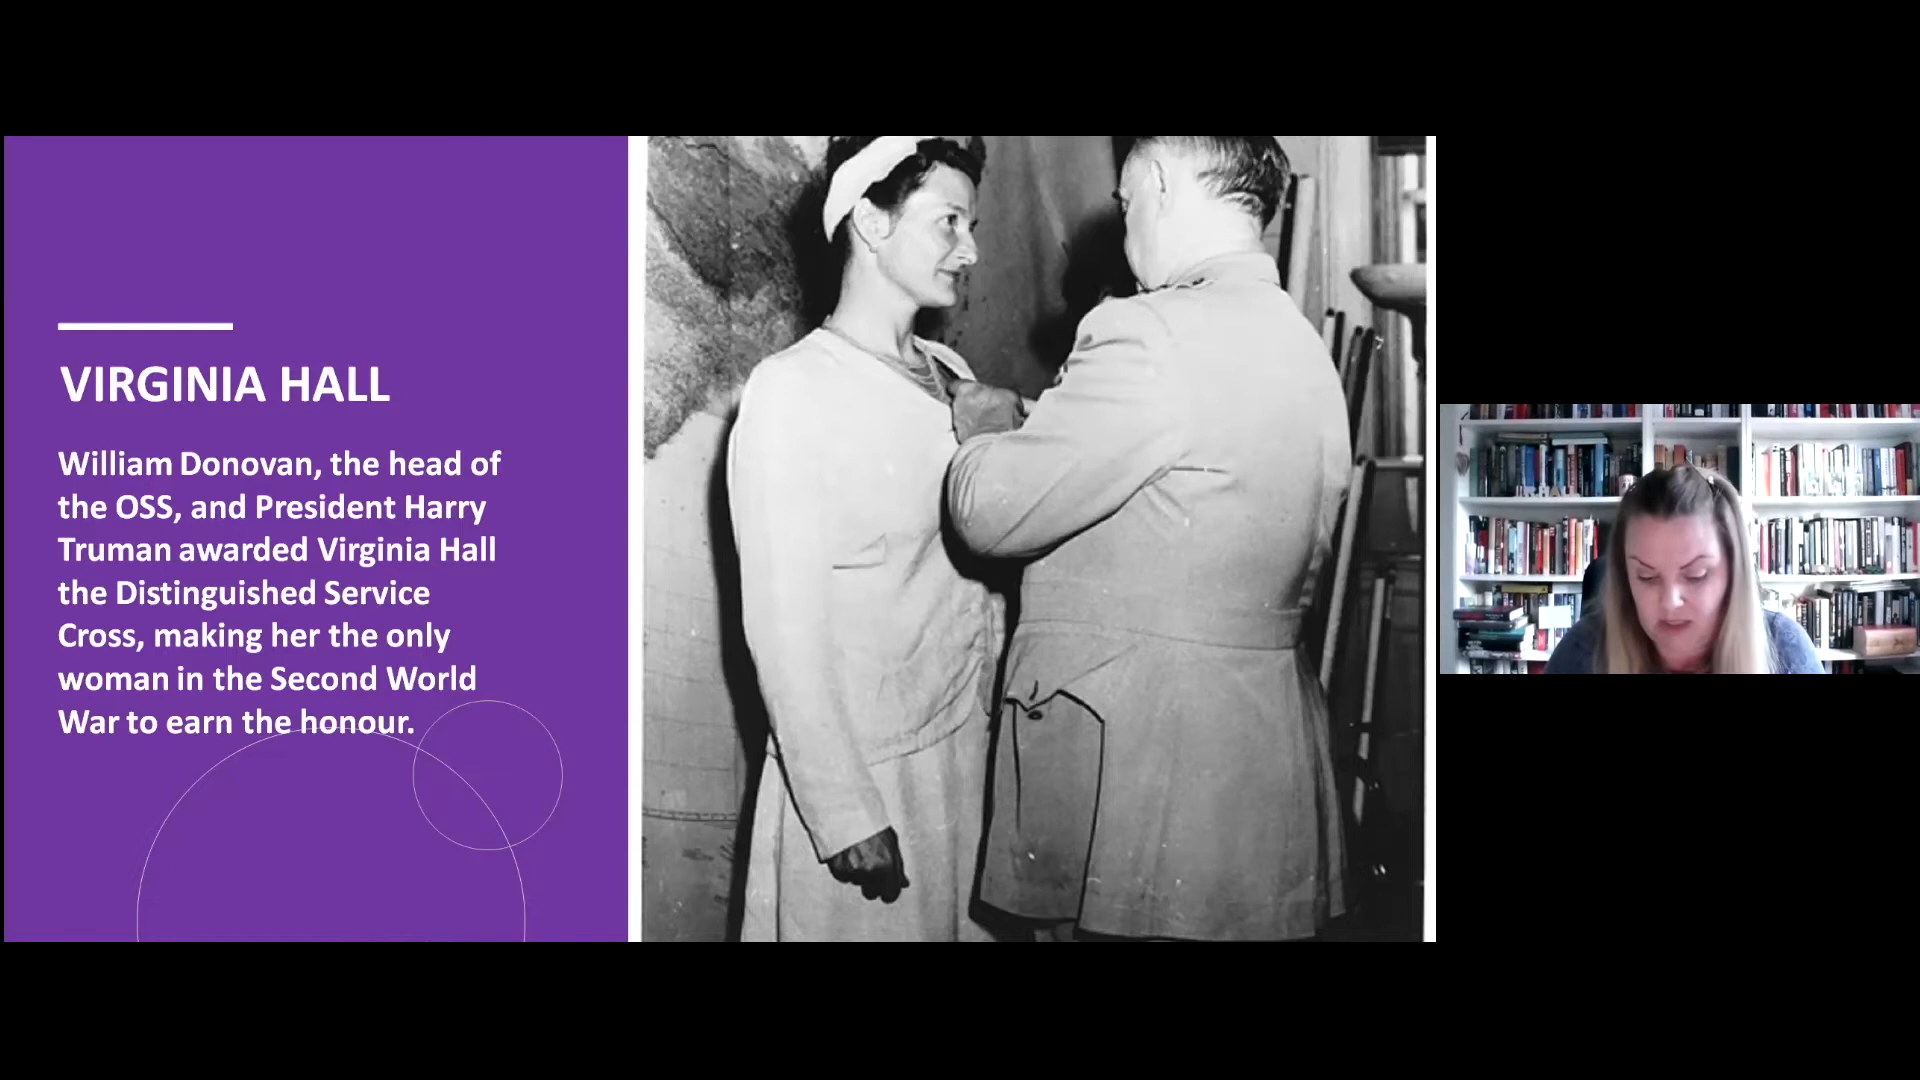 VIRGINIA HALL
William Donovan, the head of
the OSS, and President Harry
Truman awarded Virginia Hall
the Distinguished Service
Cross, making her the only
woman in the Second World
War to earn the honour.